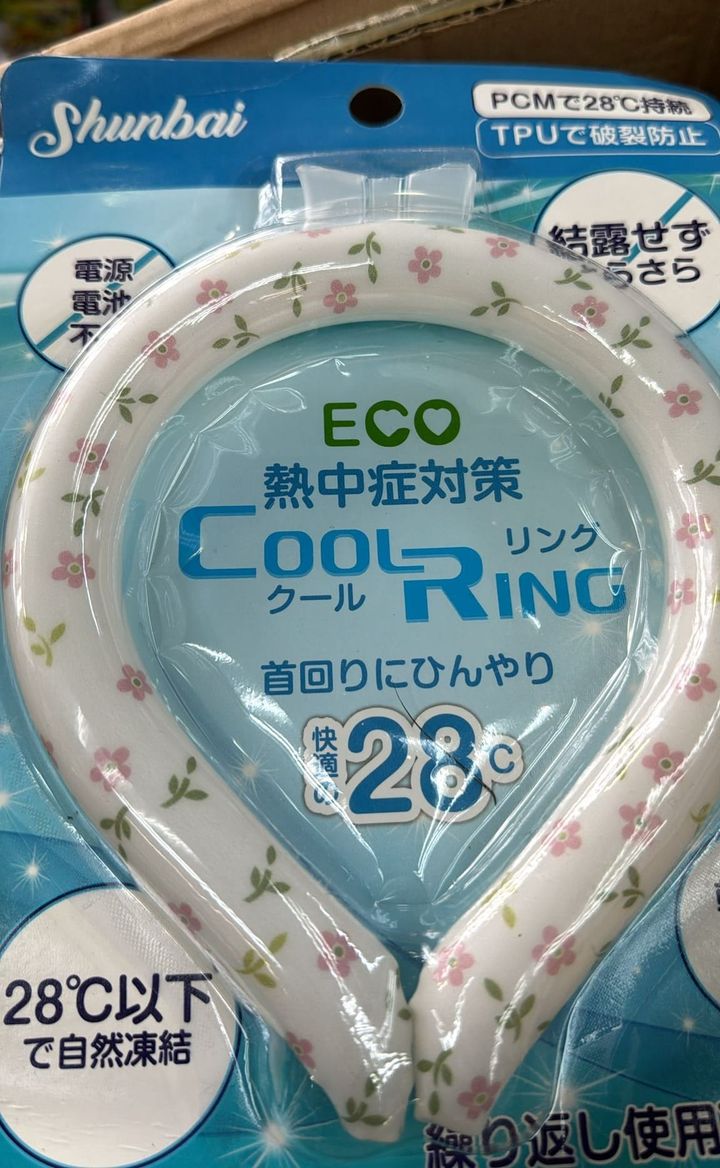 Shunbai
PCMで28℃持続
TPUで破裂防止
電源
電池
結露せず
さら
ECO
熱中症対策
COOL RING
クール
リング
首回りにひんやり
快適の
28℃
28℃以下
で自然凍結
繰り返し使用